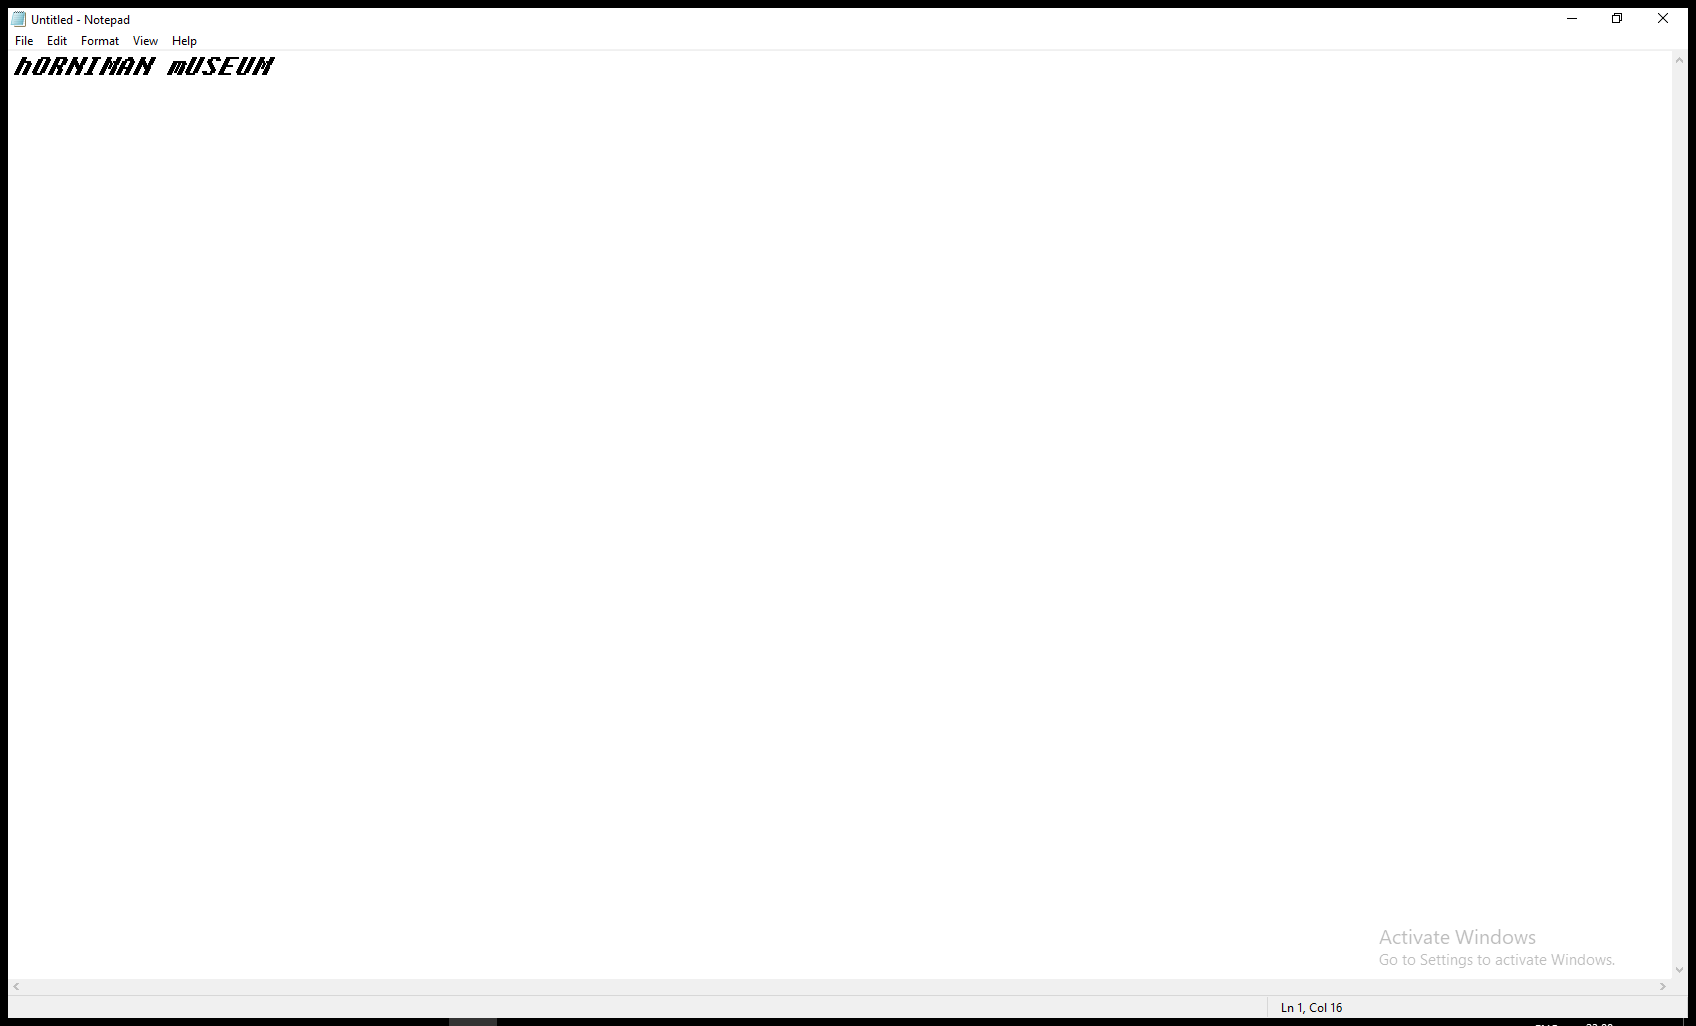 Untitled - Notepad
File Edit Format View Help
hORNIMAN mUSEUM
Activate Windows
Go to Settings to activate Windows.
Ln 1, Col 16